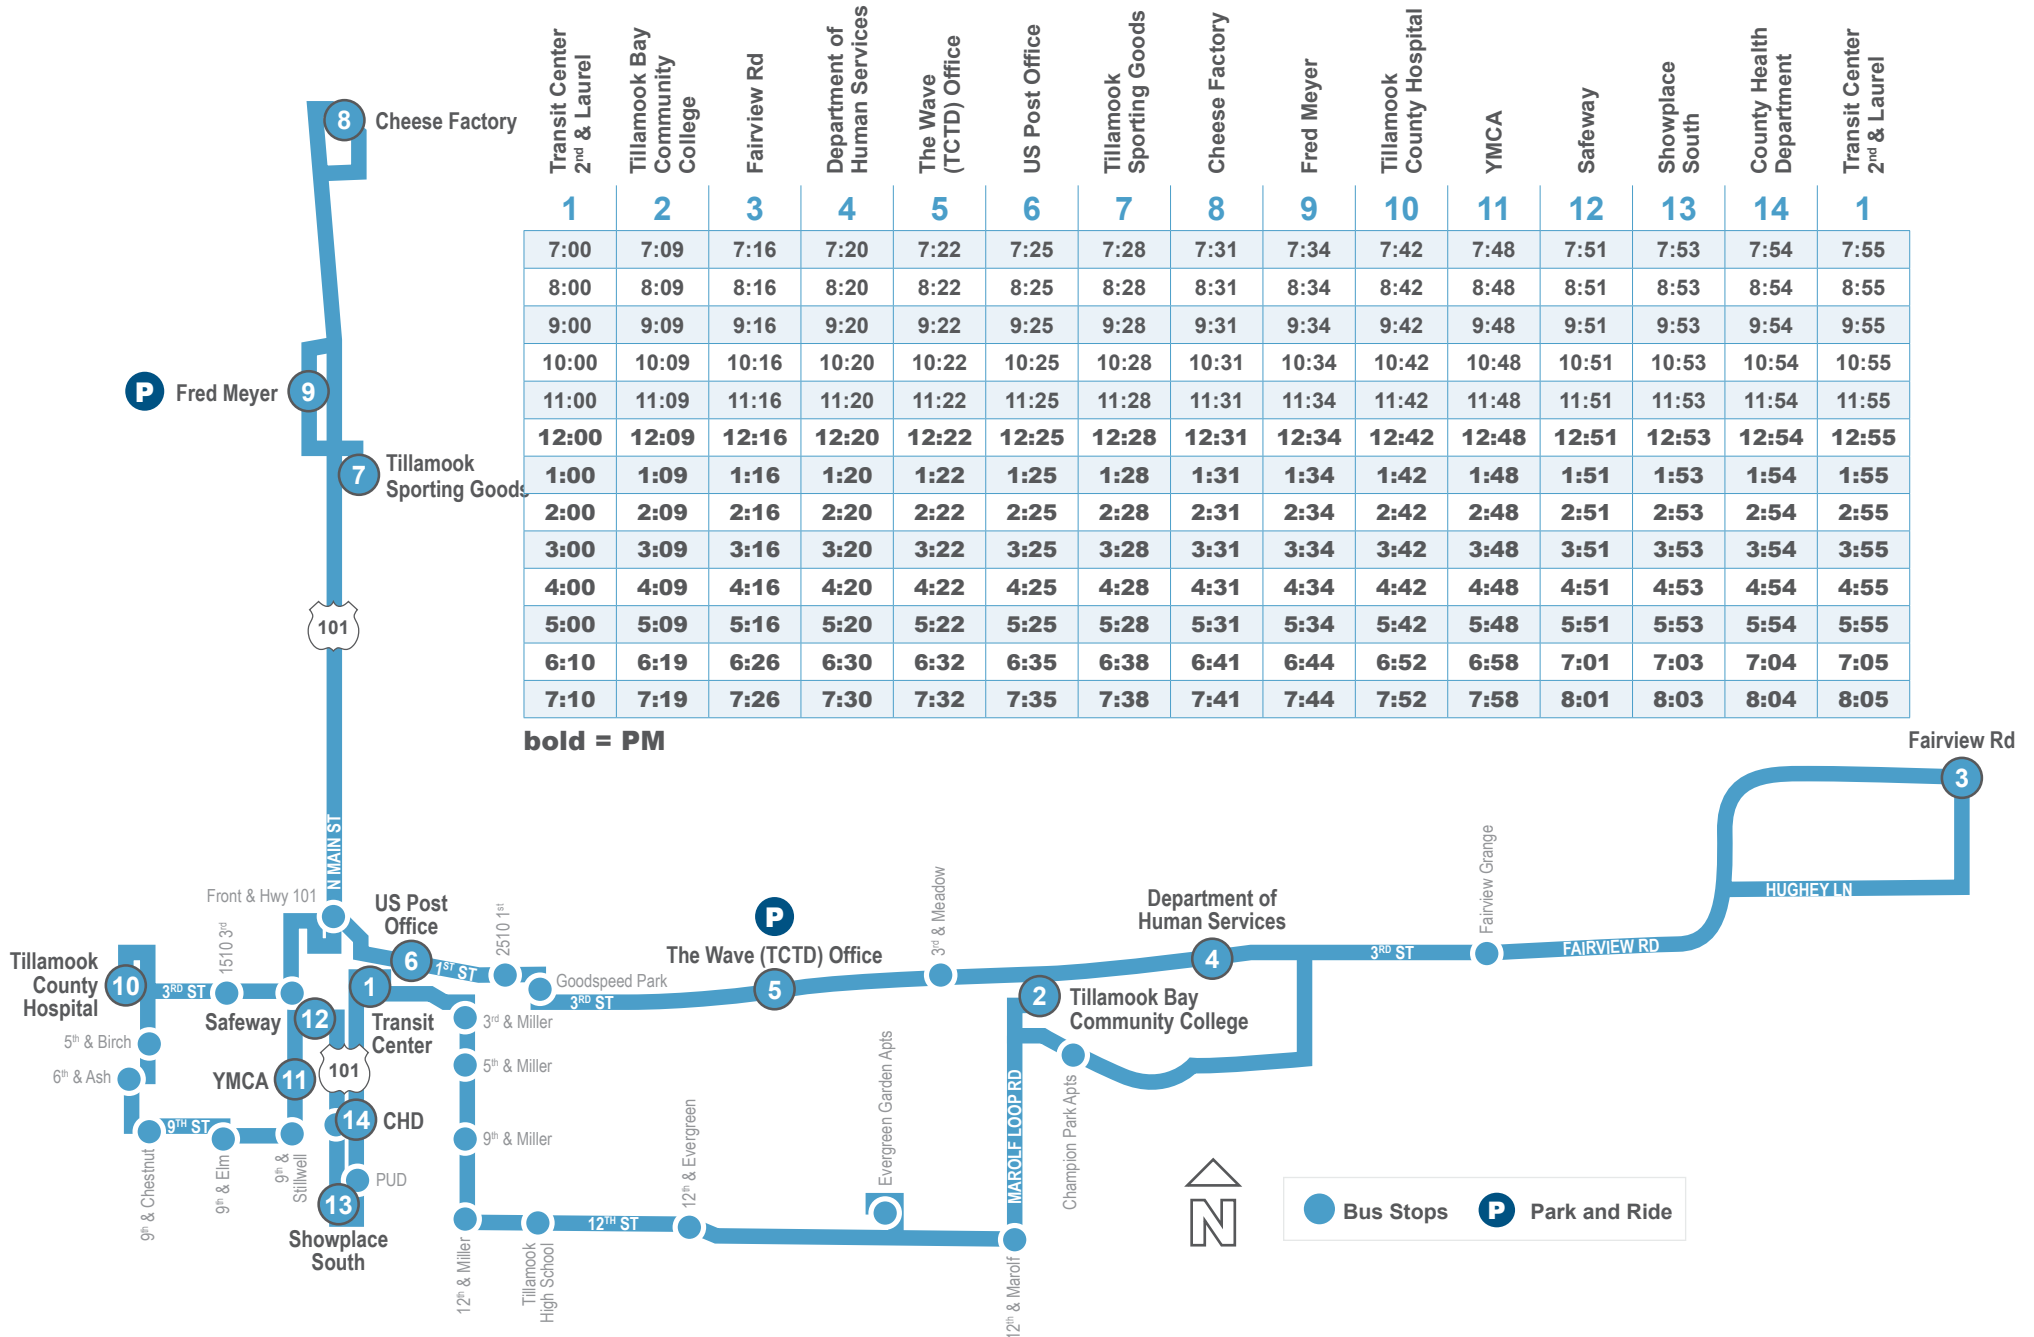 Transit Center
2nd & Laurel
Tillamook Bay
Community
College
Fairview Rd
Department of
Human Services
The Wave
(TCTD) Office
US Post Office
Tillamook
Sporting Goods
Cheese Factory
Fred Meyer
Tillamook
County Hospital
YMCA
Safeway
Showplace
South
County Health
Department
Transit Center
2nd & Laurel
1 2 3 4 5 6 7 8 9 10 11 12 13 14 1
7:00 7:09 7:16 7:20 7:22 7:25 7:28 7:31 7:34 7:42 7:48 7:51 7:53 7:54 7:55
8:00 8:09 8:16 8:20 8:22 8:25 8:28 8:31 8:34 8:42 8:48 8:51 8:53 8:54 8:55
9:00 9:09 9:16 9:20 9:22 9:25 9:28 9:31 9:34 9:42 9:48 9:51 9:53 9:54 9:55
10:00 10:09 10:16 10:20 10:22 10:25 10:28 10:31 10:34 10:42 10:48 10:51 10:53 10:54 10:55
11:00 11:09 11:16 11:20 11:22 11:25 11:28 11:31 11:34 11:42 11:48 11:51 11:53 11:54 11:55
12:00 12:09 12:16 12:20 12:22 12:25 12:28 12:31 12:34 12:42 12:48 12:51 12:53 12:54 12:55
1:00 1:09 1:16 1:20 1:22 1:25 1:28 1:31 1:34 1:42 1:48 1:51 1:53 1:54 1:55
2:00 2:09 2:16 2:20 2:22 2:25 2:28 2:31 2:34 2:42 2:48 2:51 2:53 2:54 2:55
3:00 3:09 3:16 3:20 3:22 3:25 3:28 3:31 3:34 3:42 3:48 3:51 3:53 3:54 3:55
4:00 4:09 4:16 4:20 4:22 4:25 4:28 4:31 4:34 4:42 4:48 4:51 4:53 4:54 4:55
5:00 5:09 5:16 5:20 5:22 5:25 5:28 5:31 5:34 5:42 5:48 5:51 5:53 5:54 5:55
6:10 6:19 6:26 6:30 6:32 6:35 6:38 6:41 6:44 6:52 6:58 7:01 7:03 7:04 7:05
7:10 7:19 7:26 7:30 7:32 7:35 7:38 7:41 7:44 7:52 7:58 8:01 8:03 8:04 8:05
bold = PM
8 Cheese Factory
P Fred Meyer 9
7 Tillamook
Sporting Goods
101
N MAIN ST
Front & Hwy 101
US Post
Office
6
1ST ST
2510 1st
Goodspeed Park
3RD ST
P
The Wave (TCTD) Office
5
3rd & Meadow
Department of
Human Services
4
3RD ST
Fairview Grange
FAIRVIEW RD
HUGHEY LN
Fairview Rd
3
Tillamook
County
Hospital
10
3RD ST
1510 3rd
1
Transit
Center
Safeway 12
5th & Birch
6th & Ash
YMCA 11
101
14 CHD
9TH ST
9th & Chestnut
9th & Elm
9th &
Stillwell
PUD
13
Showplace
South
3rd & Miller
5th & Miller
9th & Miller
12th & Miller
Tillamook
High School
12TH ST
12th & Evergreen
Evergreen Garden Apts
2 Tillamook Bay
Community College
MAROLF LOOP RD
Champion Park Apts
12th & Marolf
N
Bus Stops
P Park and Ride